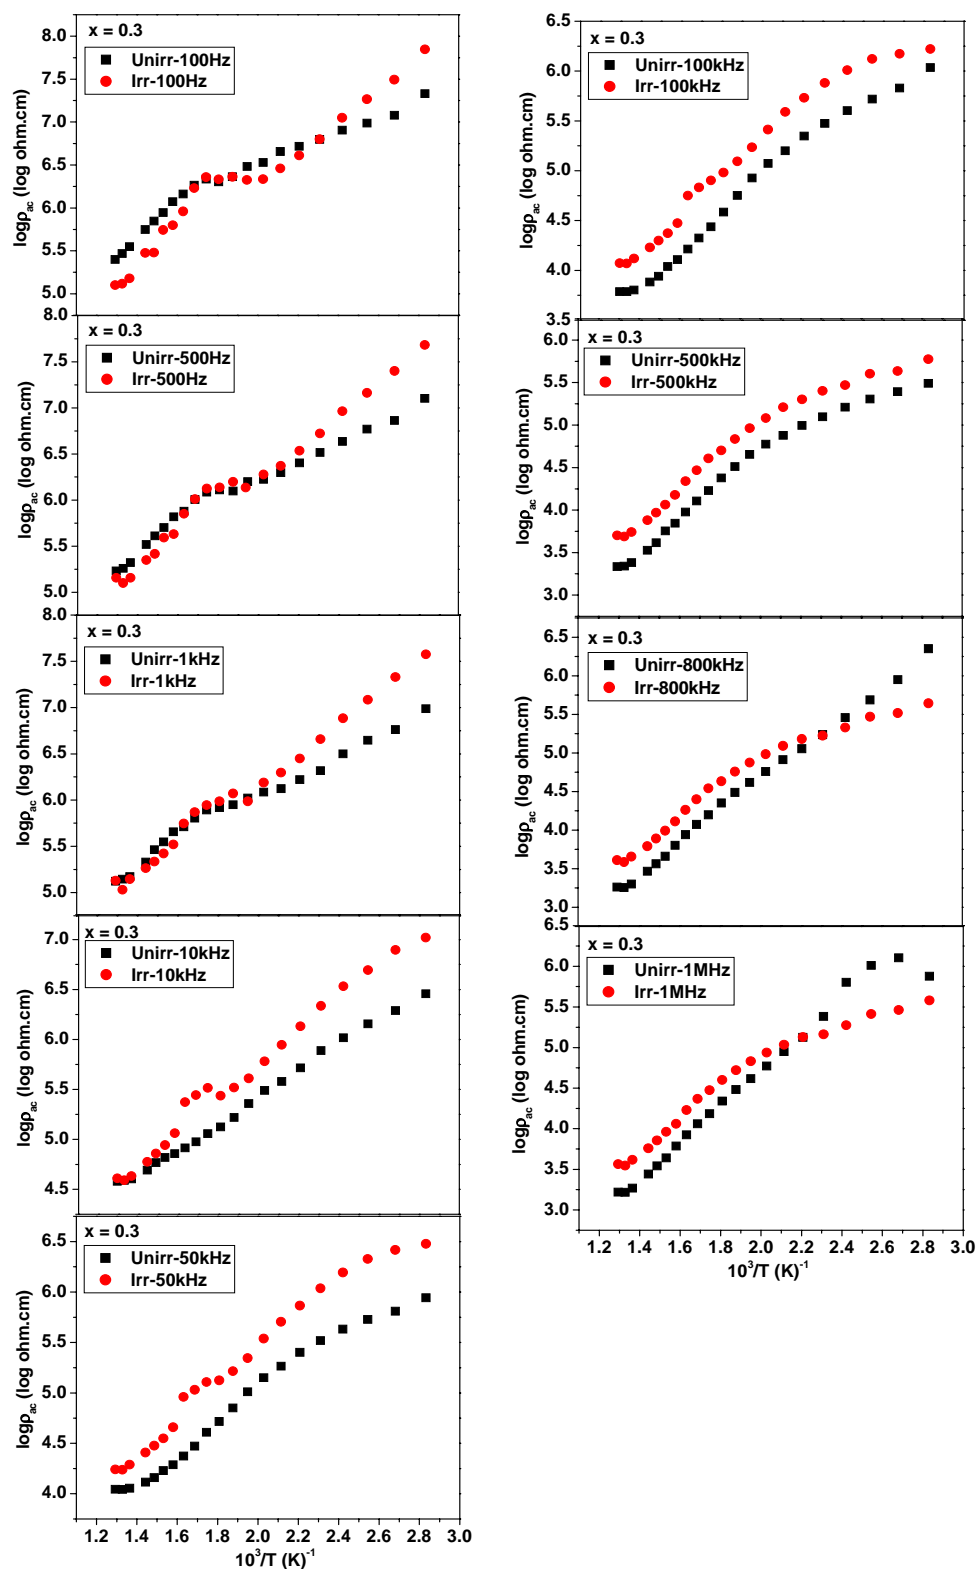 x = 0.3
Unirr-100Hz
Irr-100Hz
8.0
7.5
7.0
6.5
6.0
5.5
5.0
logρac (log ohm.cm)
x = 0.3
Unirr-500Hz
Irr-500Hz
8.0
7.5
7.0
6.5
6.0
5.5
5.0
logρac (log ohm.cm)
x = 0.3
Unirr-1kHz
Irr-1kHz
8.0
7.5
7.0
6.5
6.0
5.5
5.0
logρac (log ohm.cm)
x = 0.3
Unirr-10kHz
Irr-10kHz
7.0
6.5
6.0
5.5
5.0
4.5
logρac (log ohm.cm)
x = 0.3
Unirr-50kHz
Irr-50kHz
6.5
6.0
5.5
5.0
4.5
4.0
logρac (log ohm.cm)
1.2 1.4 1.6 1.8 2.0 2.2 2.4 2.6 2.8 3.0
10³/T (K)⁻¹
x = 0.3
Unirr-100kHz
Irr-100kHz
6.5
6.0
5.5
5.0
4.5
4.0
3.5
logρac (log ohm.cm)
x = 0.3
Unirr-500kHz
Irr-500kHz
6.0
5.5
5.0
4.5
4.0
3.5
3.0
logρac (log ohm.cm)
x = 0.3
Unirr-800kHz
Irr-800kHz
6.5
6.0
5.5
5.0
4.5
4.0
3.5
3.0
logρac (log ohm.cm)
x = 0.3
Unirr-1MHz
Irr-1MHz
6.5
6.0
5.5
5.0
4.5
4.0
3.5
3.0
logρac (log ohm.cm)
1.2 1.4 1.6 1.8 2.0 2.2 2.4 2.6 2.8 3.0
10³/T (K)⁻¹